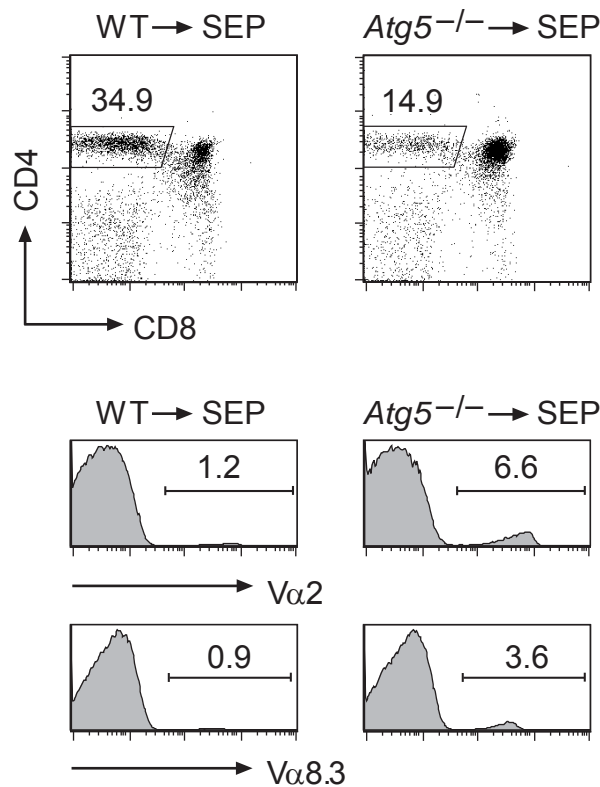 WT → SEP
Atg5–/– → SEP
34.9
14.9
CD4
CD8
WT → SEP
Atg5–/– → SEP
1.2
6.6
Vα2
0.9
3.6
Vα8.3